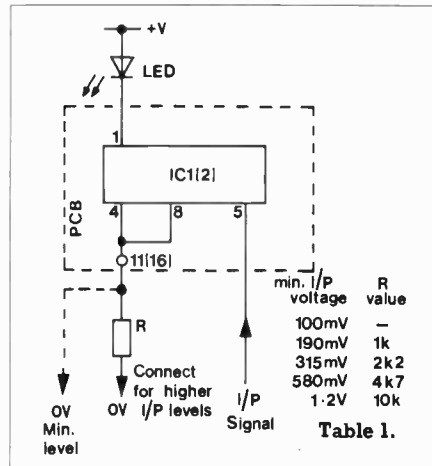 +V
LED
1
IC1(2)
PCB
4
8
5
11(16)
R
Connect
for higher
I/P levels
0V
Min.
level
0V
I/P
Signal
min. I/P voltage R value
100mV —
190mV 1k
315mV 2k2
580mV 4k7
1·2V 10k
Table 1.